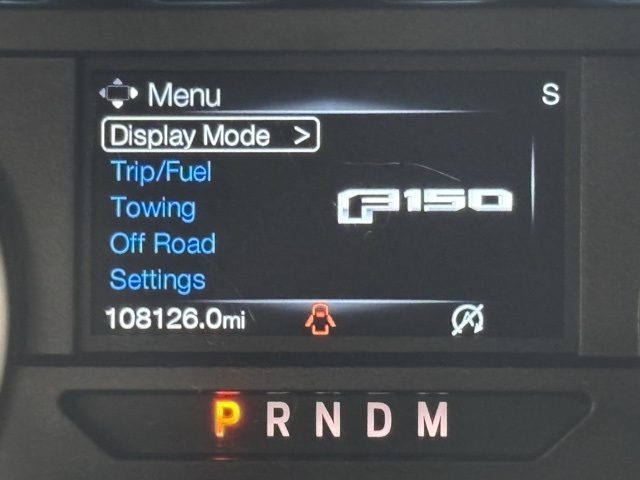 Menu S
Display Mode >
Trip/Fuel
Towing
F150
Off Road
Settings
108126.0mi
A
P R N D M